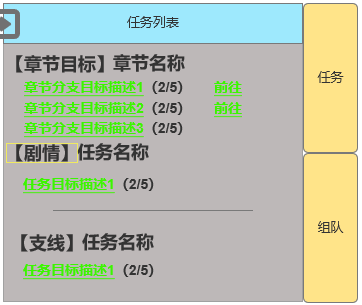 任务列表
【章节目标】章节名称
章节分支目标描述1 (2/5) 前往
章节分支目标描述2 (2/5) 前往
章节分支目标描述3 (2/5)
【剧情】任务名称
任务目标描述1 (2/5)
【支线】任务名称
任务目标描述1 (2/5)
任务
组队